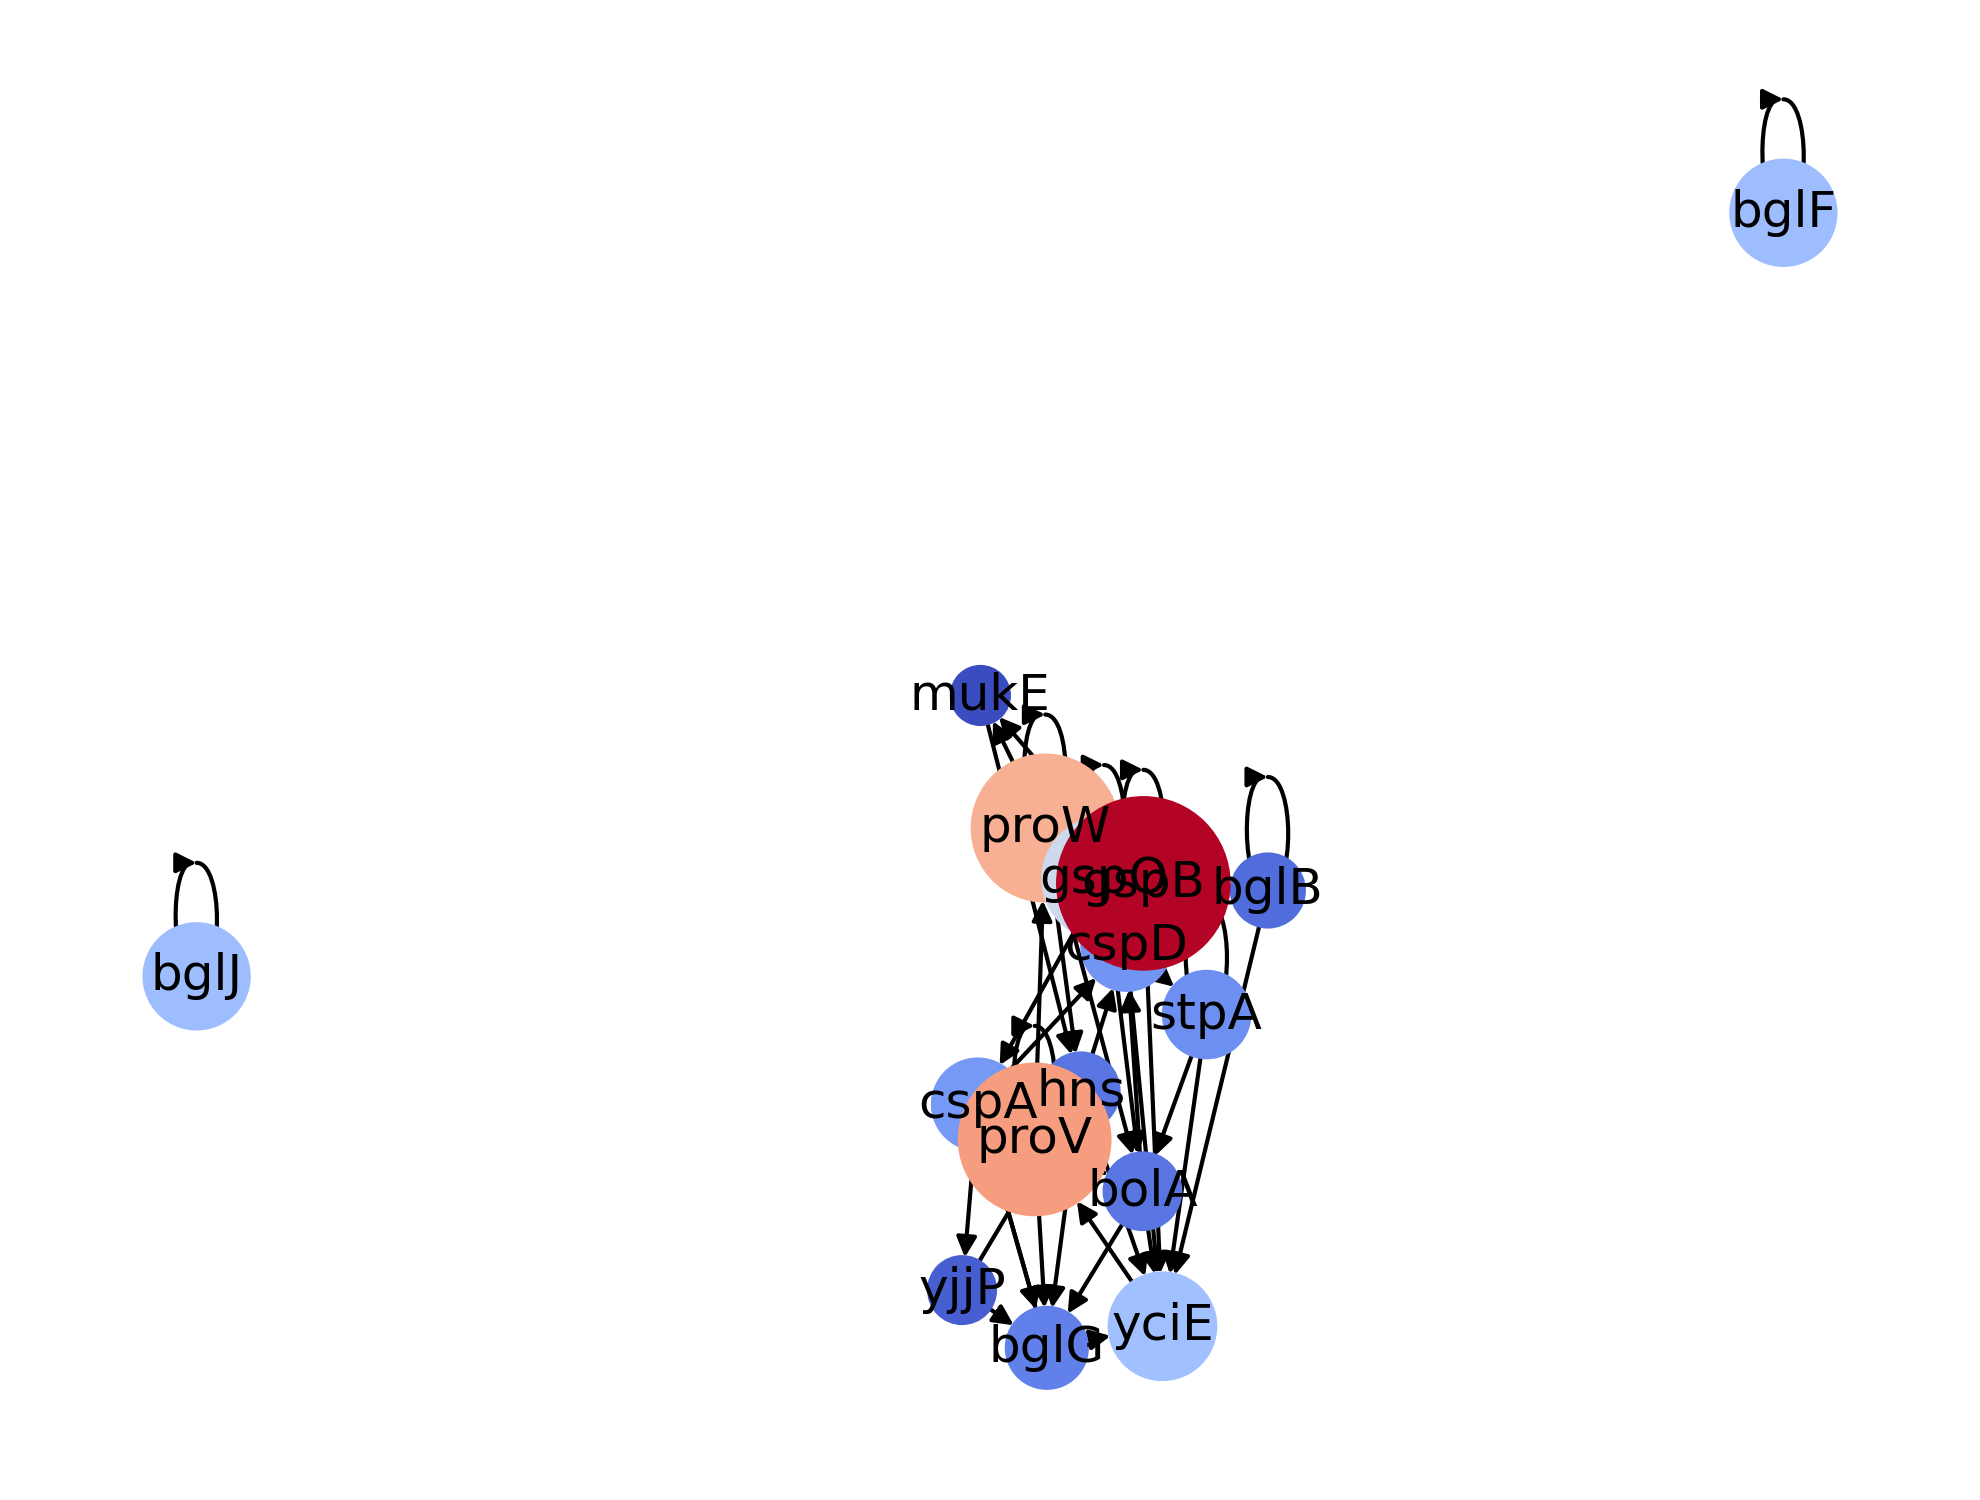 bglF
mukE
proW
gspO
gspB
bglB
cspD
bglJ
stpA
hns
cspA
proV
bolA
yjjP
yciE
bglG